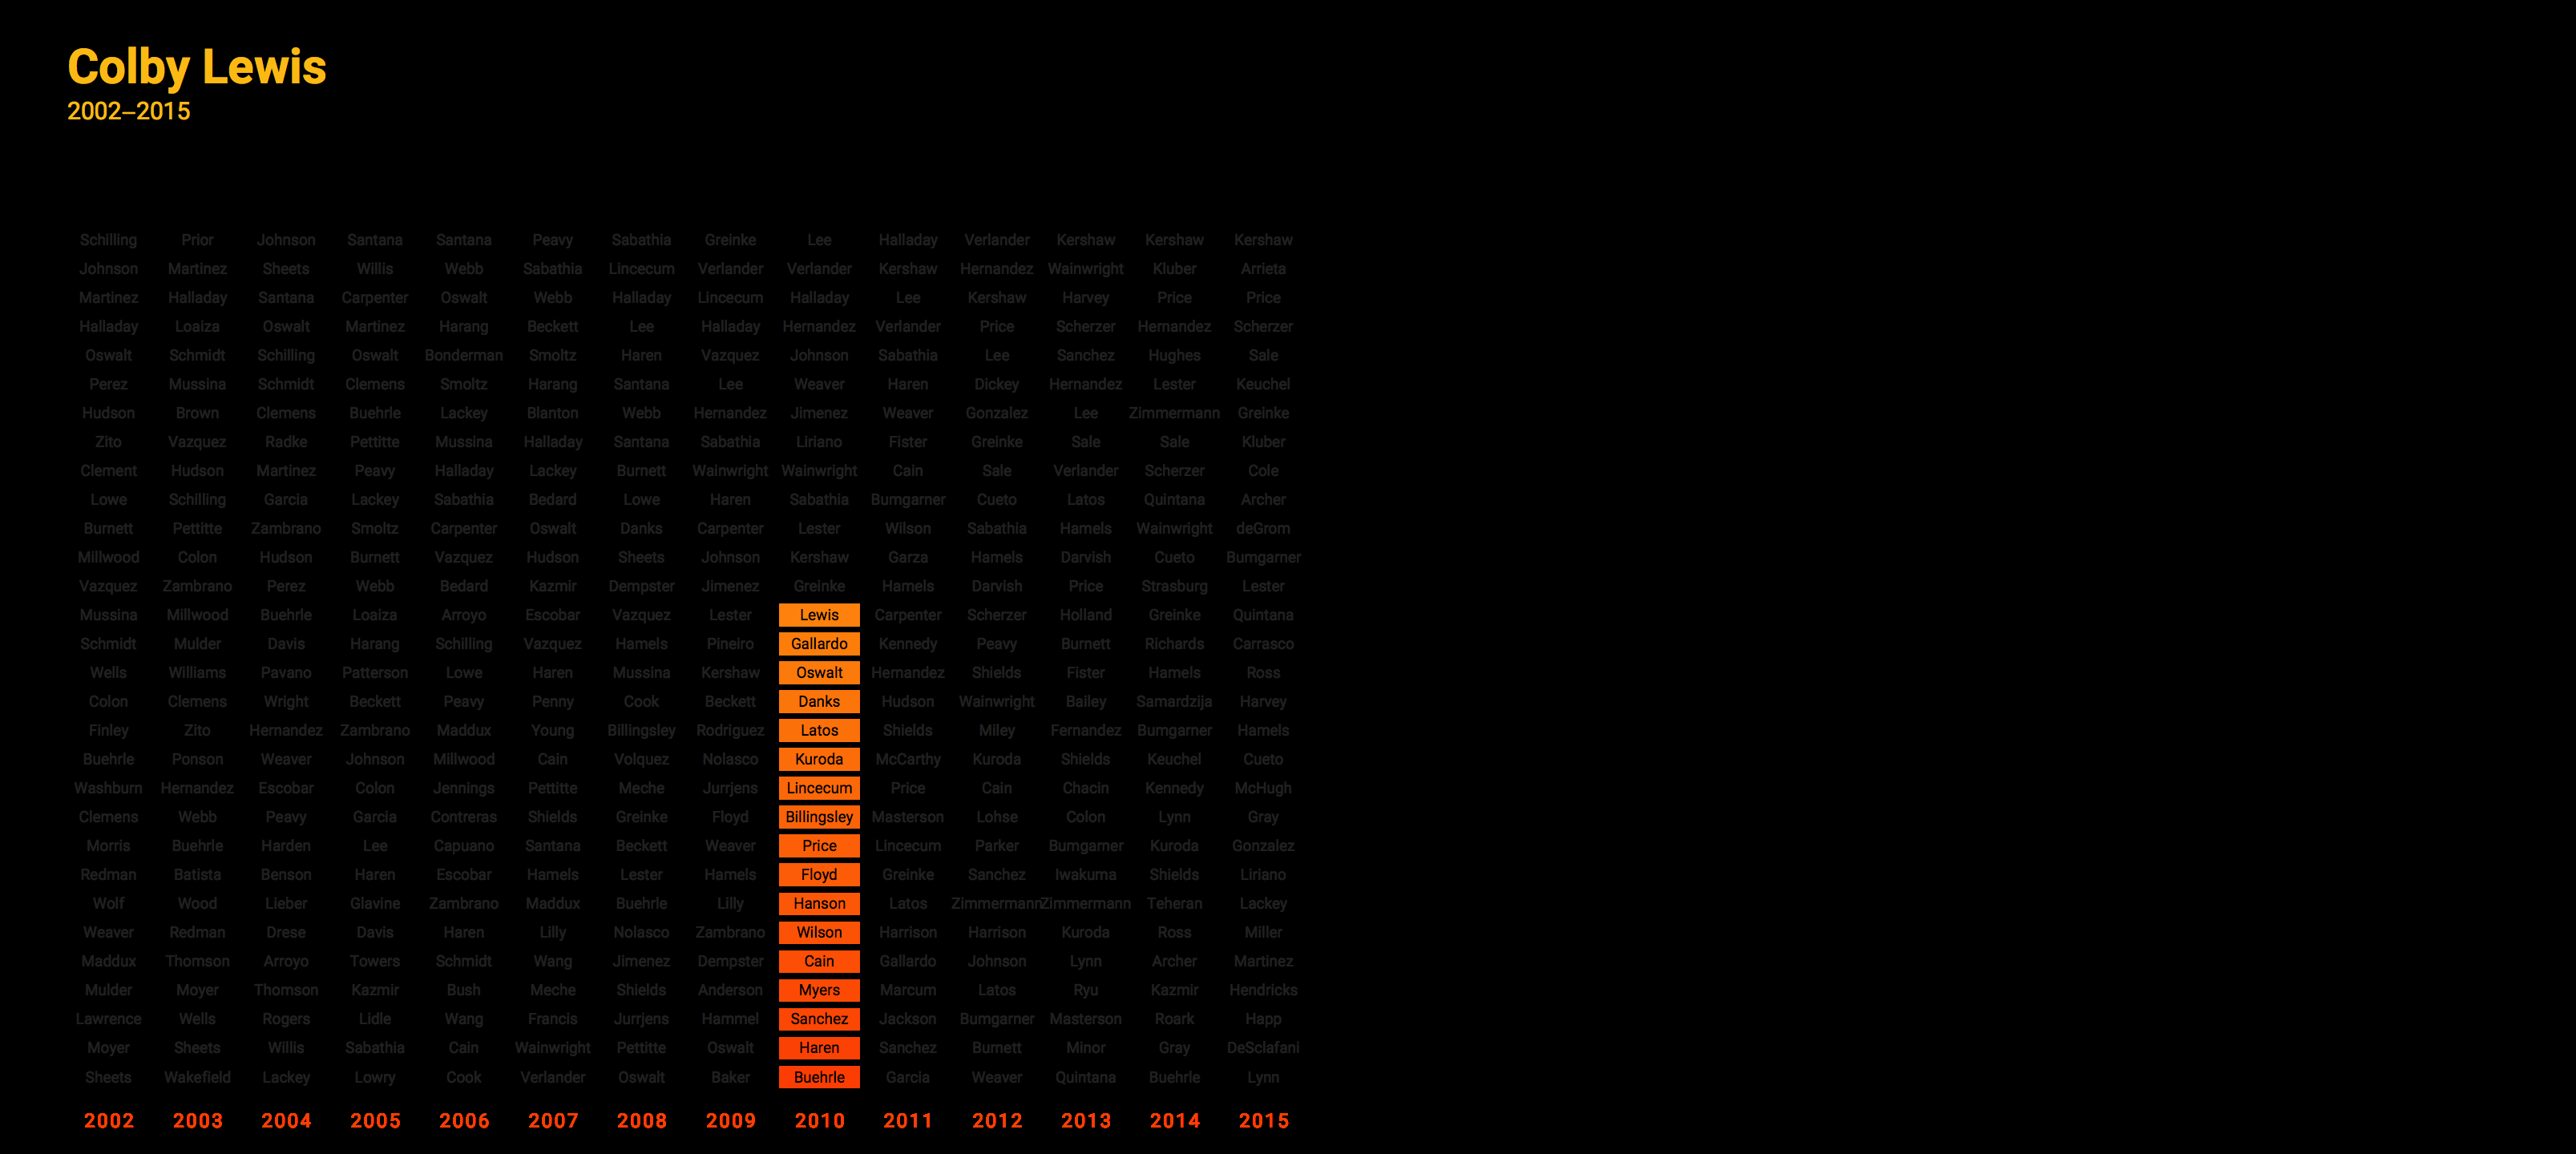 Colby Lewis
2002–2015
Schilling Prior Johnson Santana Santana Peavy Sabathia Greinke Lee Halladay Verlander Kershaw Kershaw Kershaw
Johnson Martinez Sheets Willis Webb Sabathia Lincecum Verlander Verlander Kershaw Hernandez Wainwright Kluber Arrieta
Martinez Halladay Santana Carpenter Oswalt Webb Halladay Lincecum Halladay Lee Kershaw Harvey Price Price
Halladay Loaiza Oswalt Martinez Harang Beckett Lee Halladay Hernandez Verlander Price Scherzer Hernandez Scherzer
Oswalt Schmidt Schilling Oswalt Bonderman Smoltz Haren Vazquez Johnson Sabathia Lee Sanchez Hughes Sale
Perez Mussina Schmidt Clemens Smoltz Harang Santana Lee Weaver Haren Dickey Hernandez Lester Keuchel
Hudson Brown Clemens Buehrle Lackey Blanton Webb Hernandez Jimenez Weaver Gonzalez Lee Zimmermann Greinke
Zito Vazquez Radke Pettitte Mussina Halladay Santana Sabathia Liriano Fister Greinke Sale Sale Kluber
Clement Hudson Martinez Peavy Halladay Lackey Burnett Wainwright Wainwright Cain Sale Verlander Scherzer Cole
Lowe Schilling Garcia Lackey Sabathia Bedard Lowe Haren Sabathia Bumgarner Cueto Latos Quintana Archer
Burnett Pettitte Zambrano Smoltz Carpenter Oswalt Danks Carpenter Lester Wilson Sabathia Hamels Wainwright deGrom
Millwood Colon Hudson Burnett Vazquez Hudson Sheets Johnson Kershaw Garza Hamels Darvish Cueto Bumgarner
Vazquez Zambrano Perez Webb Bedard Kazmir Dempster Jimenez Greinke Hamels Darvish Price Strasburg Lester
Mussina Millwood Buehrle Loaiza Arroyo Escobar Vazquez Lester Lewis Carpenter Scherzer Holland Greinke Quintana
Schmidt Mulder Davis Harang Schilling Vazquez Hamels Pineiro Gallardo Kennedy Peavy Burnett Richards Carrasco
Wells Williams Pavano Patterson Lowe Haren Mussina Kershaw Oswalt Hernandez Shields Fister Hamels Ross
Colon Clemens Wright Beckett Peavy Penny Cook Beckett Danks Hudson Wainwright Bailey Samardzija Harvey
Finley Zito Hernandez Zambrano Maddux Young Billingsley Rodriguez Latos Shields Miley Fernandez Bumgarner Hamels
Buehrle Ponson Weaver Johnson Millwood Cain Volquez Nolasco Kuroda McCarthy Kuroda Shields Keuchel Cueto
Washburn Hernandez Escobar Colon Jennings Pettitte Meche Jurrjens Lincecum Price Cain Chacin Kennedy McHugh
Clemens Webb Peavy Garcia Contreras Shields Greinke Floyd Billingsley Masterson Lohse Colon Lynn Gray
Morris Buehrle Harden Lee Capuano Santana Beckett Weaver Price Lincecum Parker Bumgarner Kuroda Gonzalez
Redman Batista Benson Haren Escobar Hamels Lester Hamels Floyd Greinke Sanchez Iwakuma Shields Liriano
Wolf Wood Lieber Glavine Zambrano Maddux Buehrle Lilly Hanson Latos Zimmermann Zimmermann Teheran Lackey
Weaver Redman Drese Davis Haren Lilly Nolasco Zambrano Wilson Harrison Harrison Kuroda Ross Miller
Maddux Thomson Arroyo Towers Schmidt Wang Jimenez Dempster Cain Gallardo Johnson Lynn Archer Martinez
Mulder Moyer Thomson Kazmir Bush Meche Shields Anderson Myers Marcum Latos Ryu Kazmir Hendricks
Lawrence Wells Rogers Lidle Wang Francis Jurrjens Hammel Sanchez Jackson Bumgarner Masterson Roark Happ
Moyer Sheets Willis Sabathia Cain Wainwright Pettitte Oswalt Haren Sanchez Burnett Minor Gray DeSclafani
Sheets Wakefield Lackey Lowry Cook Verlander Oswalt Baker Buehrle Garcia Weaver Quintana Buehrle Lynn
2002 2003 2004 2005 2006 2007 2008 2009 2010 2011 2012 2013 2014 2015